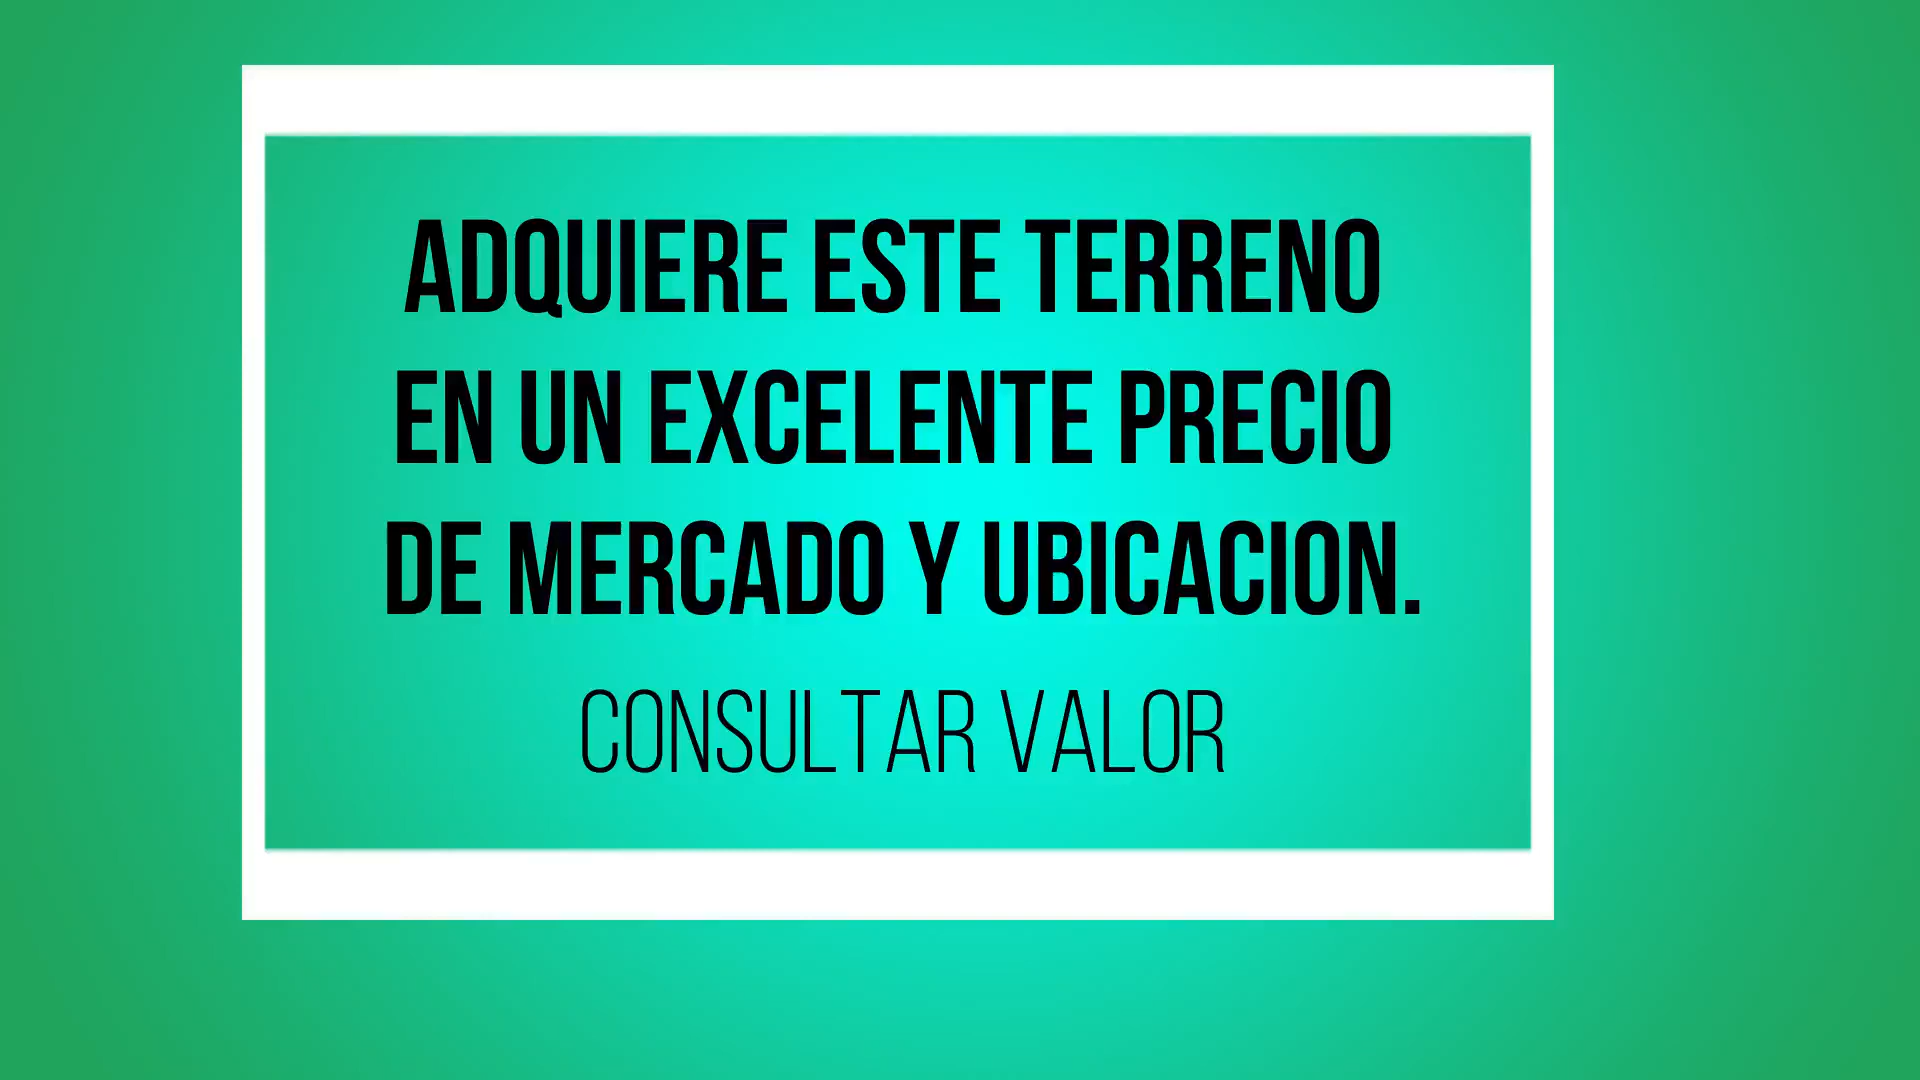 ADQUIERE ESTE TERRENO
EN UN EXCELENTE PRECIO
DE MERCADO Y UBICACION.
CONSULTAR VALOR